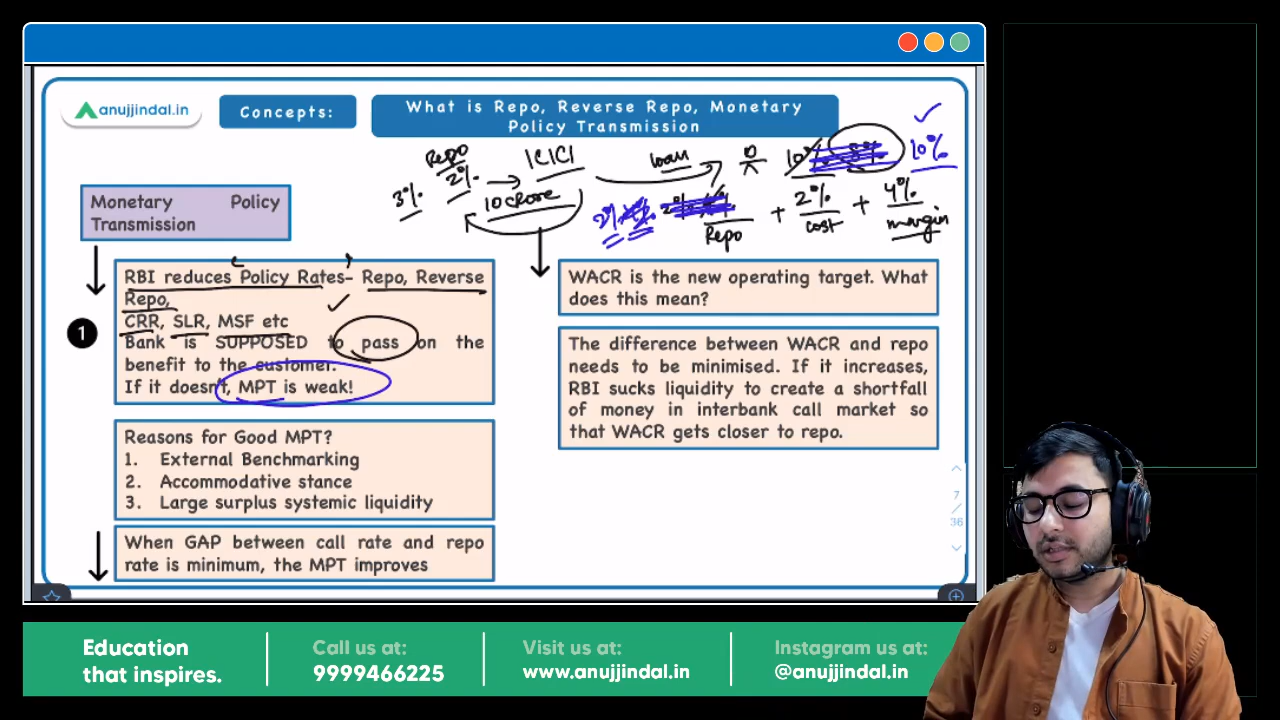 anujjindal.in
Concepts:
What is Repo, Reverse Repo, Monetary
Policy Transmission
Repo
2%
3%
ICICI
10 crore
loan
10%
10%
2%
Repo
+ 2%
cost
+ 4%
margin
Monetary Policy
Transmission
1
RBI reduces Policy Rates- Repo, Reverse
Repo,
CRR, SLR, MSF etc
Bank is SUPPOSED to pass on the
benefit to the customer.
If it doesn't, MPT is weak!
Reasons for Good MPT?
1. External Benchmarking
2. Accommodative stance
3. Large surplus systemic liquidity
When GAP between call rate and repo
rate is minimum, the MPT improves
WACR is the new operating target. What
does this mean?
The difference between WACR and repo
needs to be minimised. If it increases,
RBI sucks liquidity to create a shortfall
of money in interbank call market so
that WACR gets closer to repo.
7
/
36
Education
that inspires.
Call us at:
9999466225
Visit us at:
www.anujjindal.in
Instagram us at:
@anujjindal.in